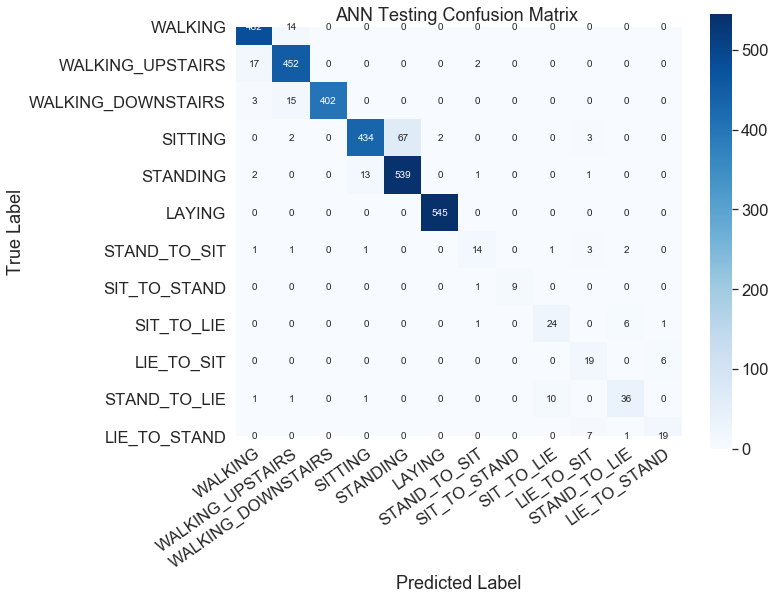 ANN Testing Confusion Matrix
WALKING 14 0 0 0 0 0 0 0 0 0 0
WALKING_UPSTAIRS 17 452 0 0 0 0 2 0 0 0 0 0
WALKING_DOWNSTAIRS 3 15 402 0 0 0 0 0 0 0 0 0
SITTING 0 2 0 434 67 2 0 0 0 3 0 0
STANDING 2 0 0 13 539 0 1 0 0 1 0 0
LAYING 0 0 0 0 0 545 0 0 0 0 0 0
STAND_TO_SIT 1 1 0 1 0 0 14 0 1 3 2 0
SIT_TO_STAND 0 0 0 0 0 0 1 9 0 0 0 0
SIT_TO_LIE 0 0 0 0 0 0 1 0 24 0 6 1
LIE_TO_SIT 0 0 0 0 0 0 0 0 0 19 0 6
STAND_TO_LIE 1 1 0 1 0 0 0 0 10 0 36 0
LIE_TO_STAND 0 0 0 0 0 0 0 0 0 7 1 19
True Label
WALKING
WALKING_UPSTAIRS
WALKING_DOWNSTAIRS
SITTING
STANDING
LAYING
STAND_TO_SIT
SIT_TO_STAND
SIT_TO_LIE
LIE_TO_SIT
STAND_TO_LIE
LIE_TO_STAND
Predicted Label
500
400
300
200
100
0